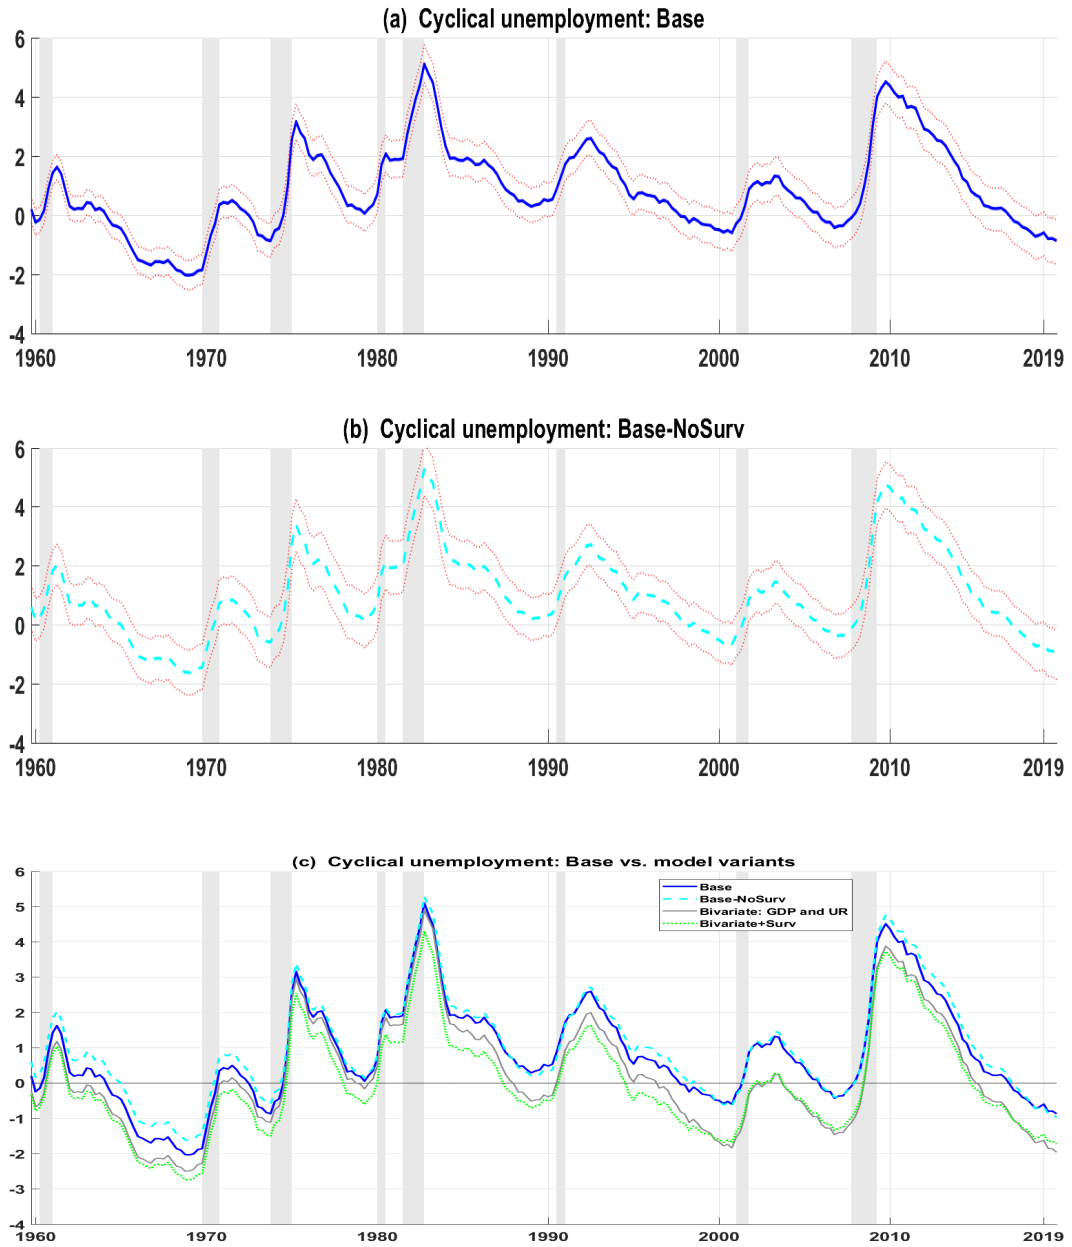 (a) Cyclical unemployment: Base
6
4
2
0
-2
-4
1960 1970 1980 1990 2000 2010 2019
(b) Cyclical unemployment: Base-NoSurv
6
4
2
0
-2
-4
1960 1970 1980 1990 2000 2010 2019
(c) Cyclical unemployment: Base vs. model variants
6
5
4
3
2
1
0
-1
-2
-3
-4
Base
Base-NoSurv
Bivariate: GDP and UR
Bivariate+Surv
1960 1970 1980 1990 2000 2010 2019